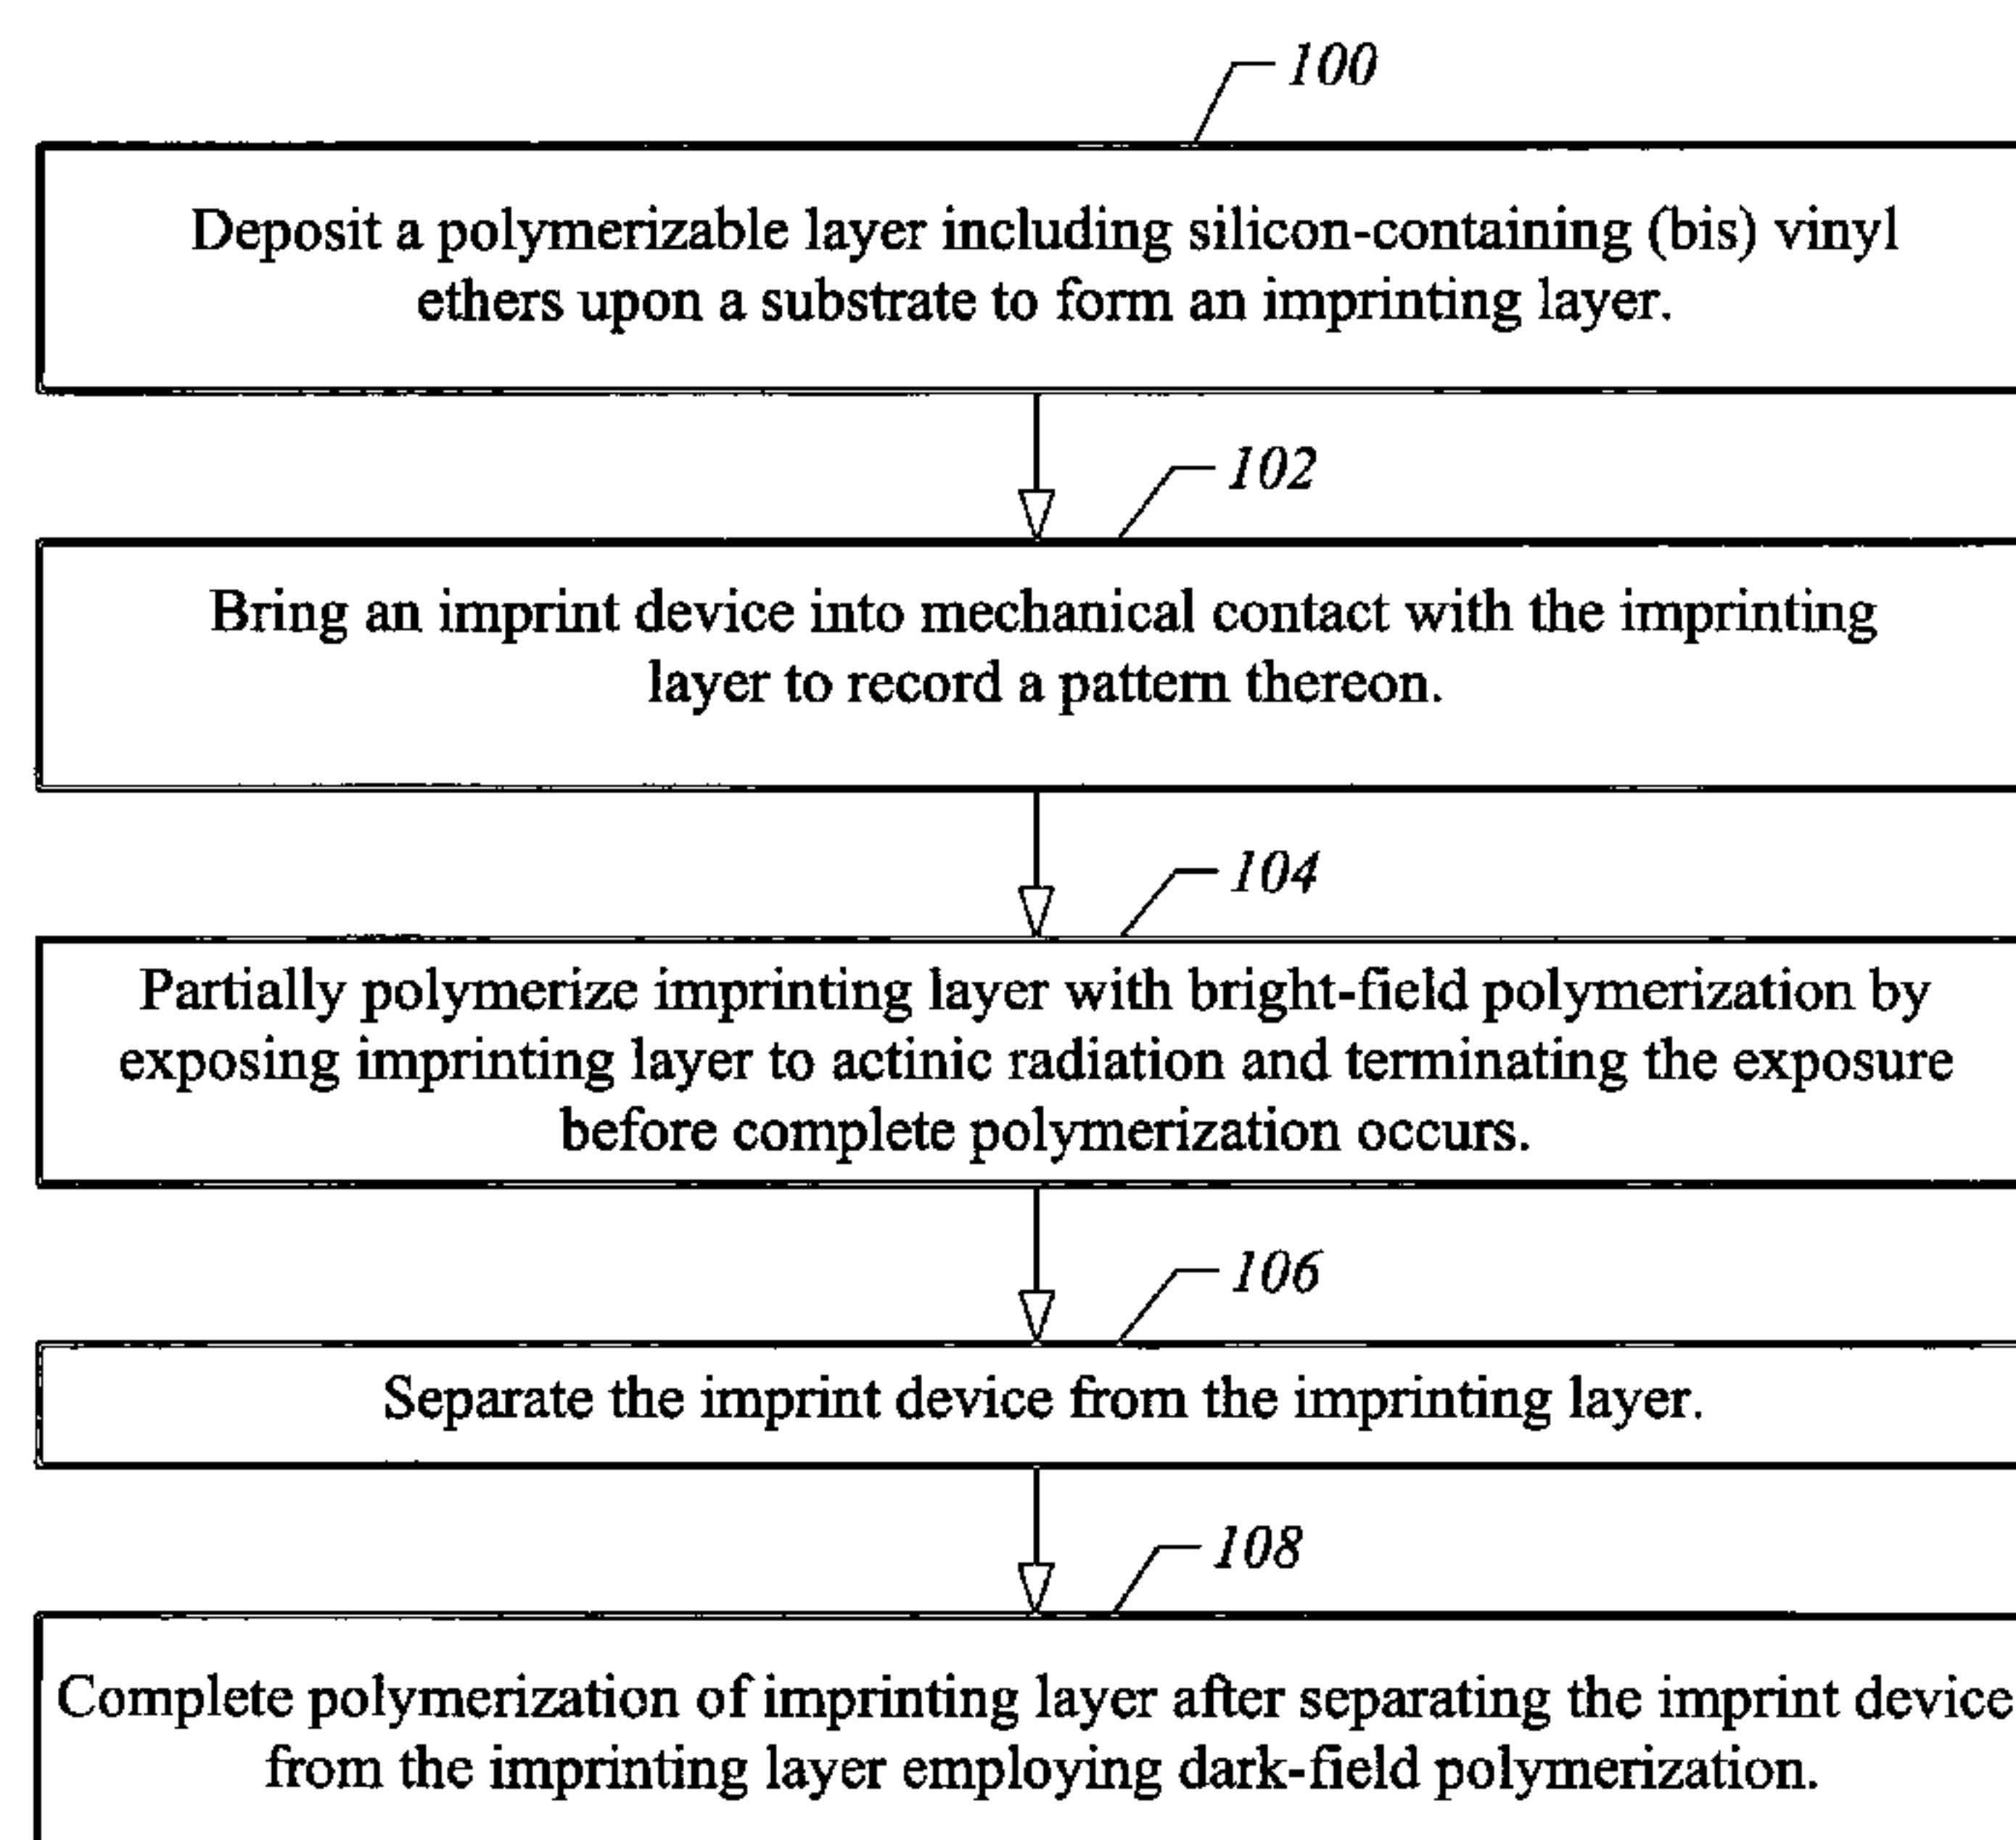 100
Deposit a polymerizable layer including silicon-containing (bis) vinyl
ethers upon a substrate to form an imprinting layer.
102
Bring an imprint device into mechanical contact with the imprinting
layer to record a pattern thereon.
104
Partially polymerize imprinting layer with bright-field polymerization by
exposing imprinting layer to actinic radiation and terminating the exposure
before complete polymerization occurs.
106
Separate the imprint device from the imprinting layer.
108
Complete polymerization of imprinting layer after separating the imprint device
from the imprinting layer employing dark-field polymerization.